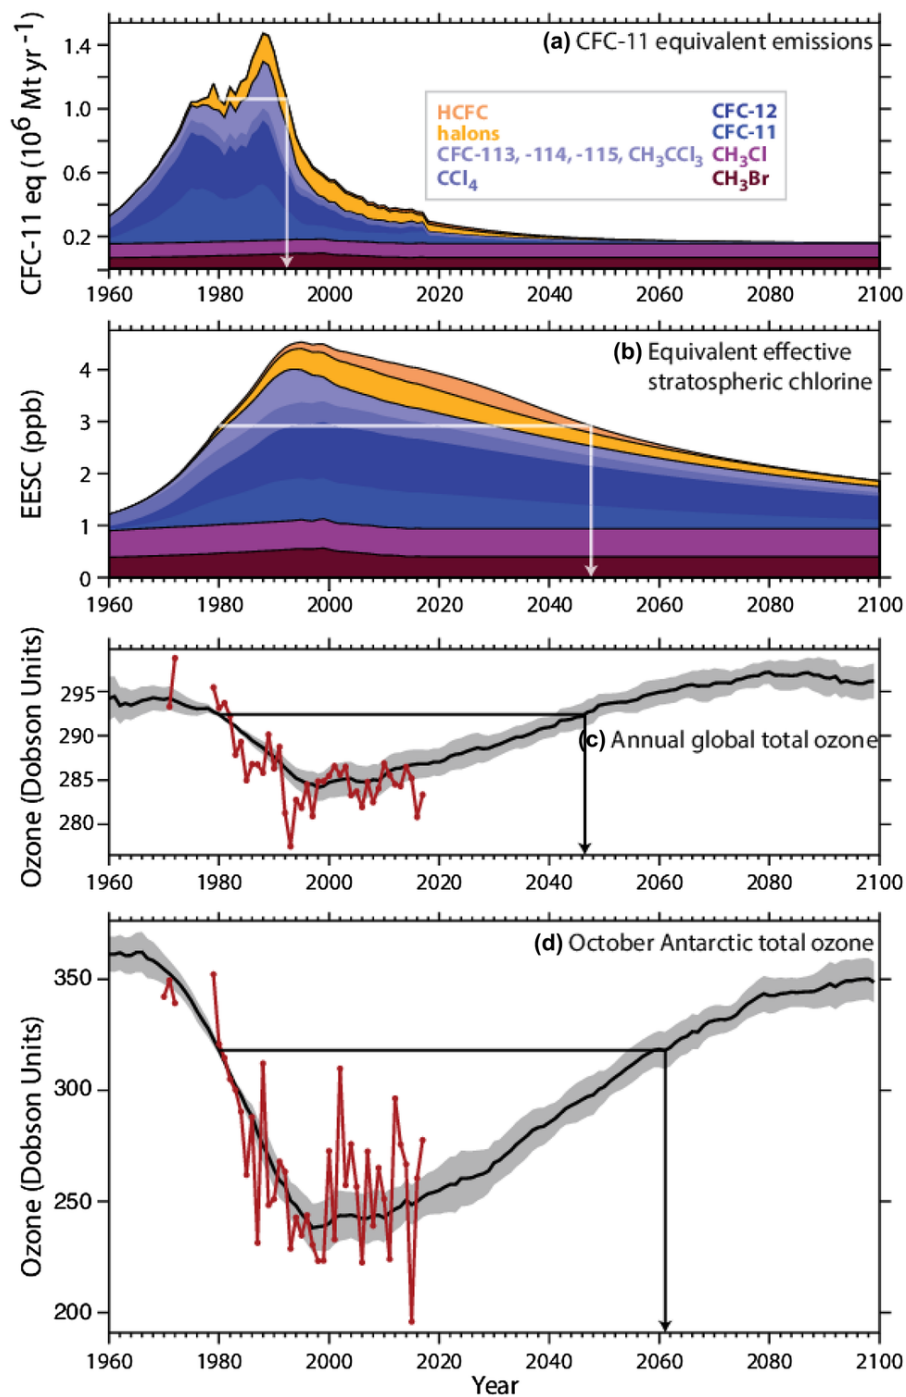 (a) CFC-11 equivalent emissions
CFC-11 eq (10⁶ Mt yr⁻¹)
1.4
1.0
0.6
0.2
HCFC
halons
CFC-113, -114, -115, CH₃CCl₃
CCl₄
CFC-12
CFC-11
CH₃Cl
CH₃Br
1960 1980 2000 2020 2040 2060 2080 2100
(b) Equivalent effective
stratospheric chlorine
EESC (ppb)
4
3
2
1
0
1960 1980 2000 2020 2040 2060 2080 2100
Ozone (Dobson Units)
295
290
285
280
(c) Annual global total ozone
1960 1980 2000 2020 2040 2060 2080 2100
(d) October Antarctic total ozone
Ozone (Dobson Units)
350
300
250
200
1960 1980 2000 2020 2040 2060 2080 2100
Year